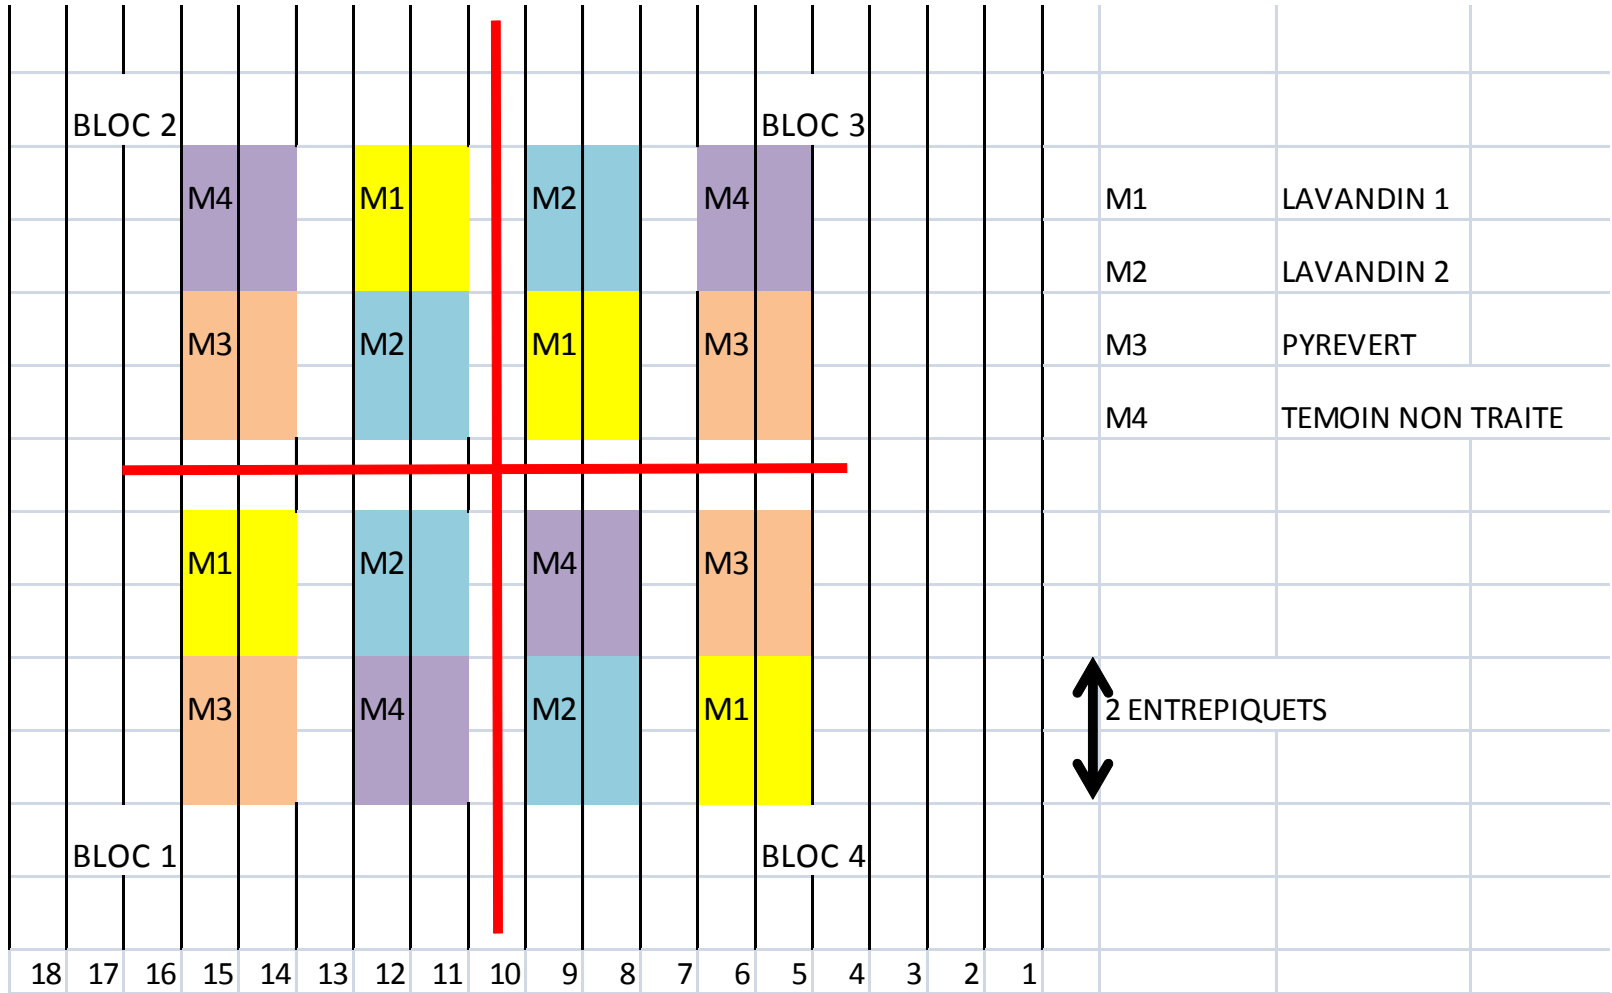 BLOC 2 BLOC 3
M4 M1 M2 M4 M1 LAVANDIN 1
M2 LAVANDIN 2
M3 M2 M1 M3 M3 PYREVERT
M4 TEMOIN NON TRAITE
M1 M2 M4 M3
M3 M4 M2 M1 2 ENTREPIQUETS
BLOC 1 BLOC 4
18 17 16 15 14 13 12 11 10 9 8 7 6 5 4 3 2 1